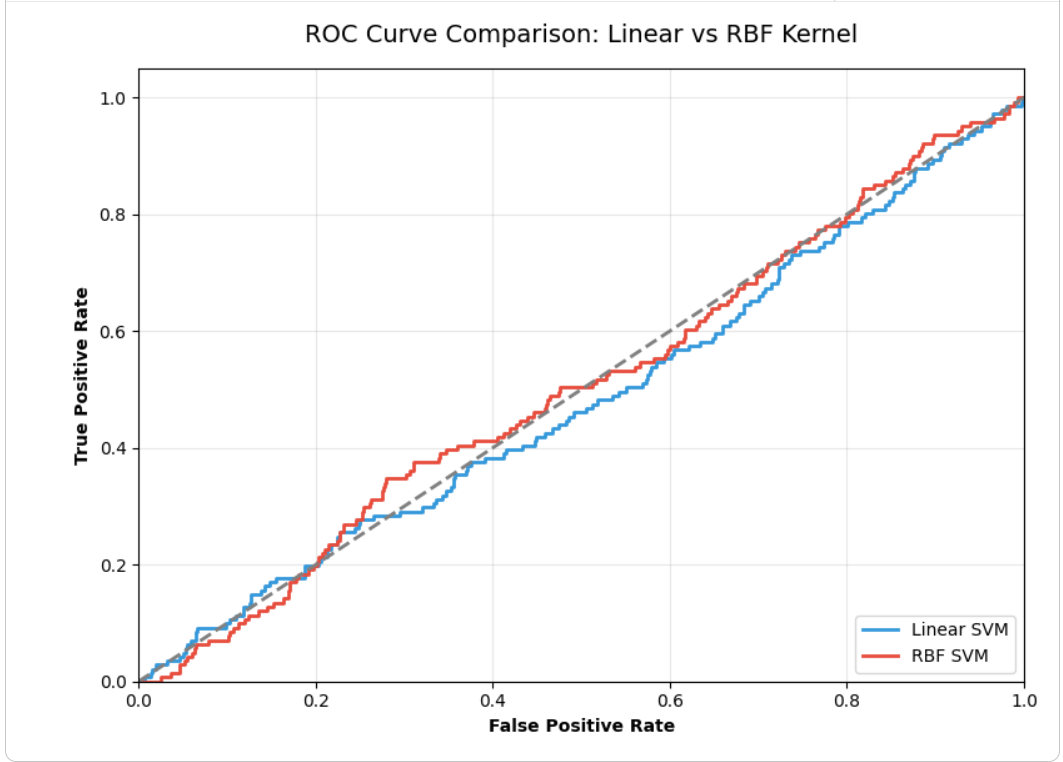 ROC Curve Comparison: Linear vs RBF Kernel
1.0
0.8
0.6
0.4
0.2
0.0
True Positive Rate
Linear SVM
RBF SVM
0.0 0.2 0.4 0.6 0.8 1.0
False Positive Rate